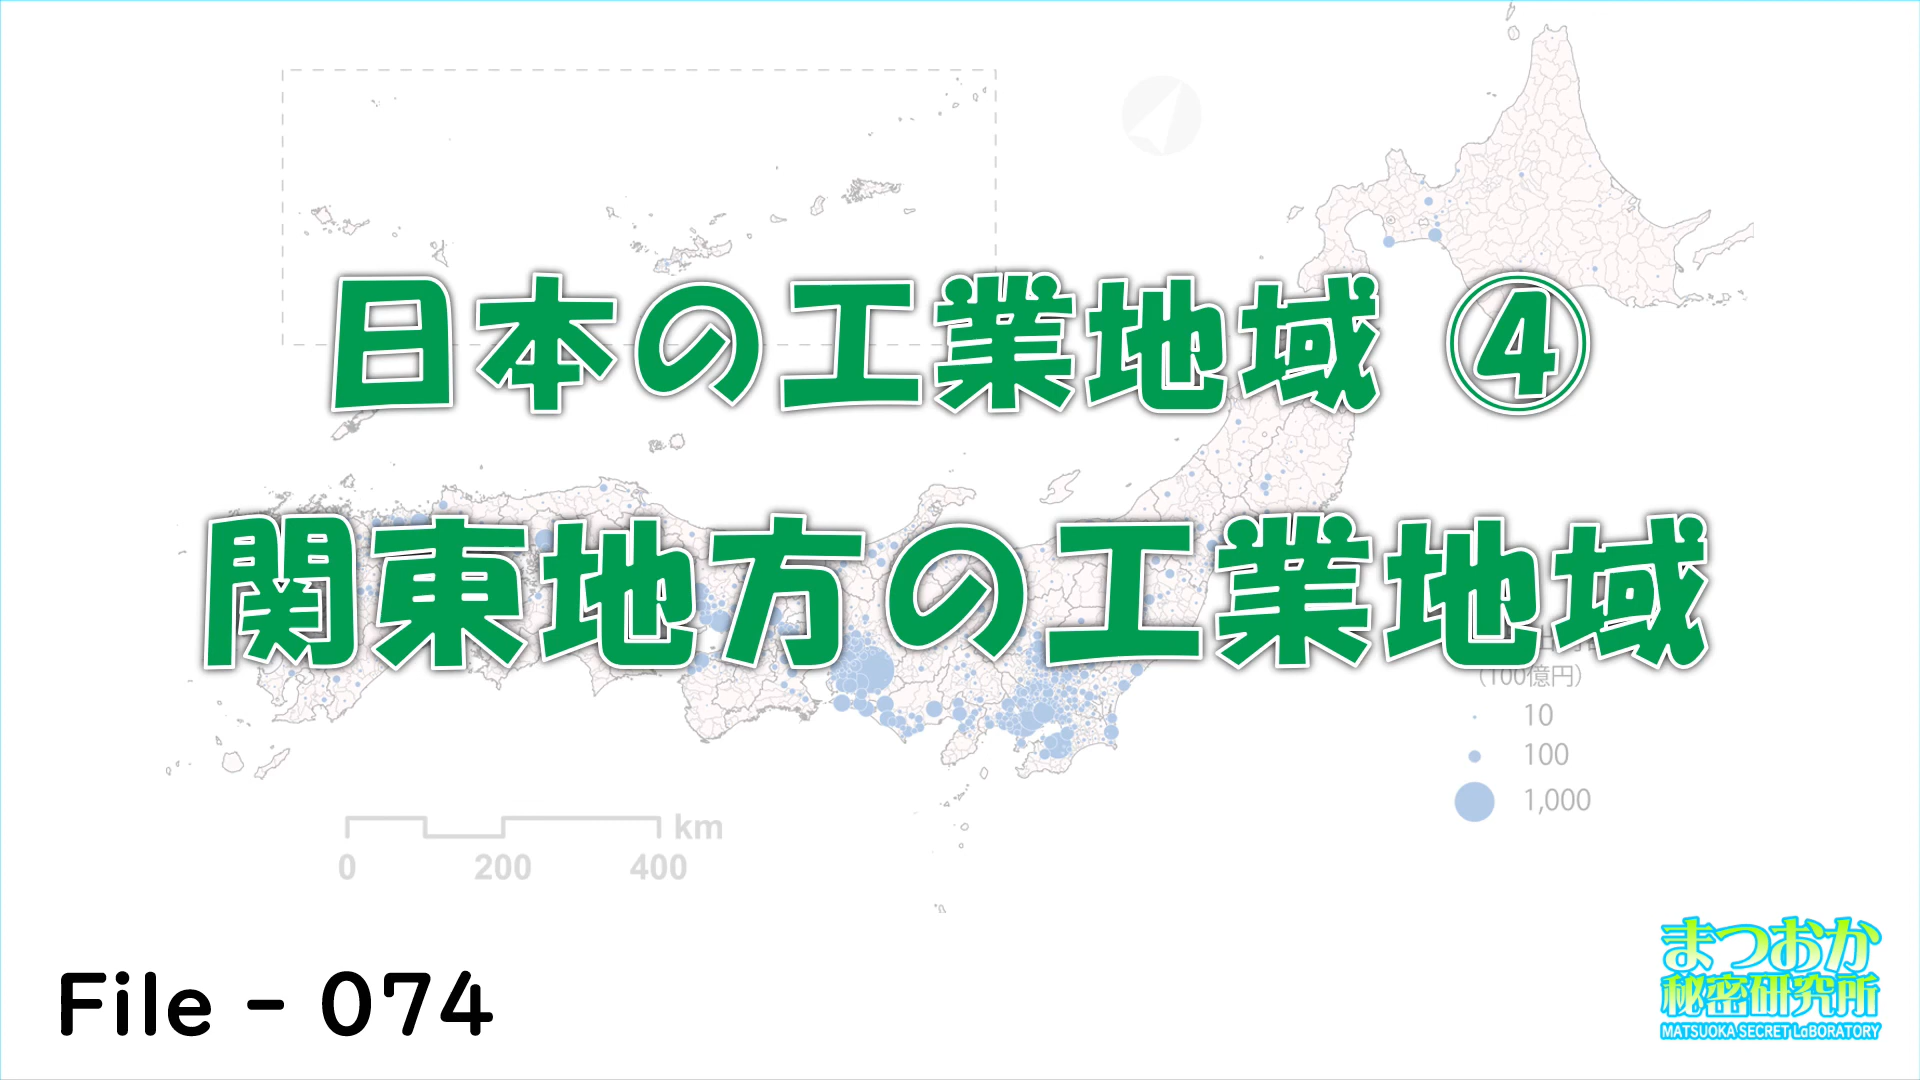 日本の工業地域 ④
関東地方の工業地域
(100億円)
10
100
1,000
km
0 200 400
File - 074
まつおか
秘密研究所
MATSUOKA SECRET LaBORATORY